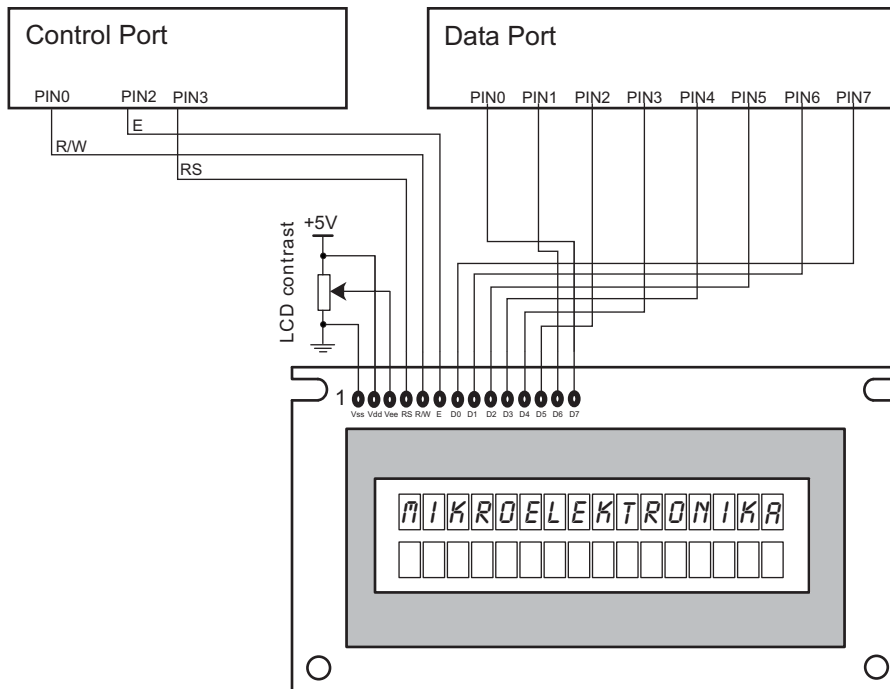 Control Port
Data Port
PIN0 PIN2 PIN3
PIN0 PIN1 PIN2 PIN3 PIN4 PIN5 PIN6 PIN7
E
R/W
RS
+5V
LCD contrast
1
Vss Vdd Vee RS R/W E D0 D1 D2 D3 D4 D5 D6 D7
MIKROELEKTRONIKA